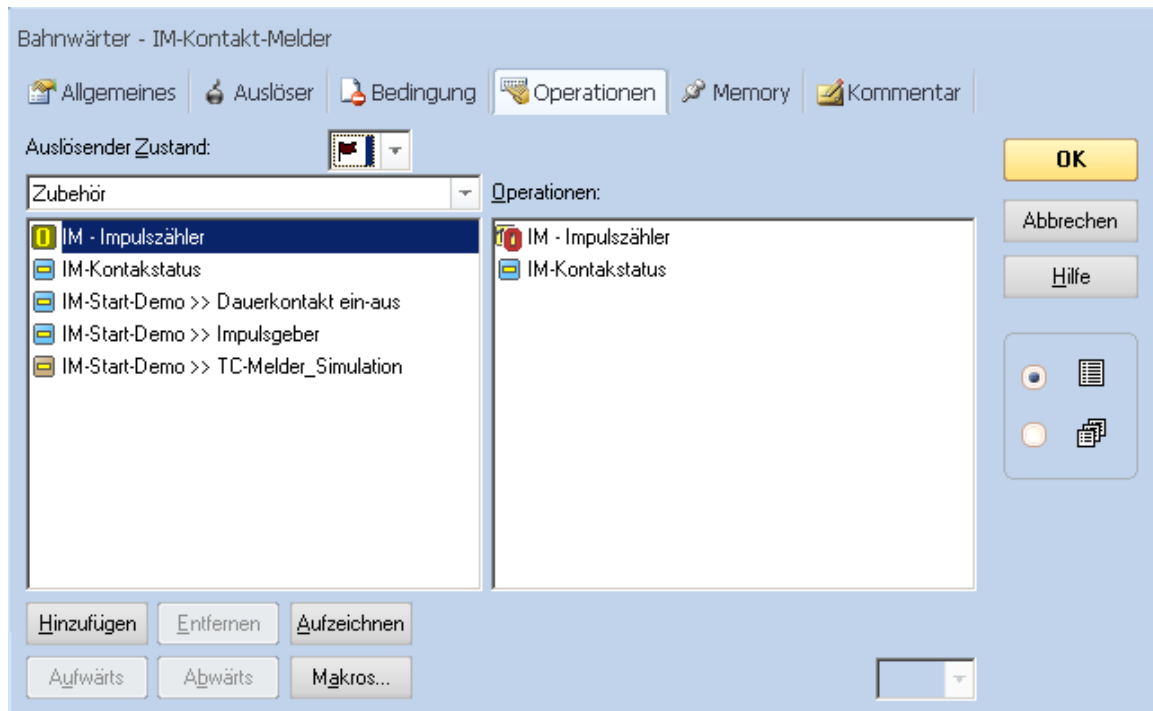 Bahnwärter - IM-Kontakt-Melder
Allgemeines Auslöser Bedingung Operationen Memory Kommentar
Auslösender Zustand:
OK
Zubehör
Operationen:
Abbrechen
IM - Impulszähler
IM-Kontakstatus
IM-Start-Demo >> Dauerkontakt ein-aus
IM-Start-Demo >> Impulsgeber
IM-Start-Demo >> TC-Melder_Simulation
IM - Impulszähler
IM-Kontakstatus
Hilfe
Hinzufügen Entfernen Aufzeichnen
Aufwärts Abwärts Makros...